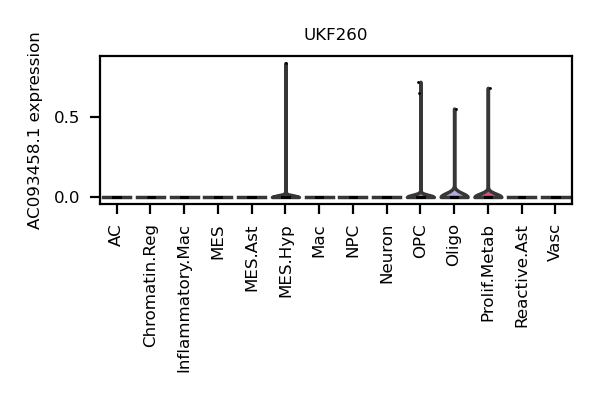 UKF260
AC093458.1 expression
0.5
0.0
AC
Chromatin.Reg
Inflammatory.Mac
MES
MES.Ast
MES.Hyp
Mac
NPC
Neuron
OPC
Oligo
Prolif.Metab
Reactive.Ast
Vasc